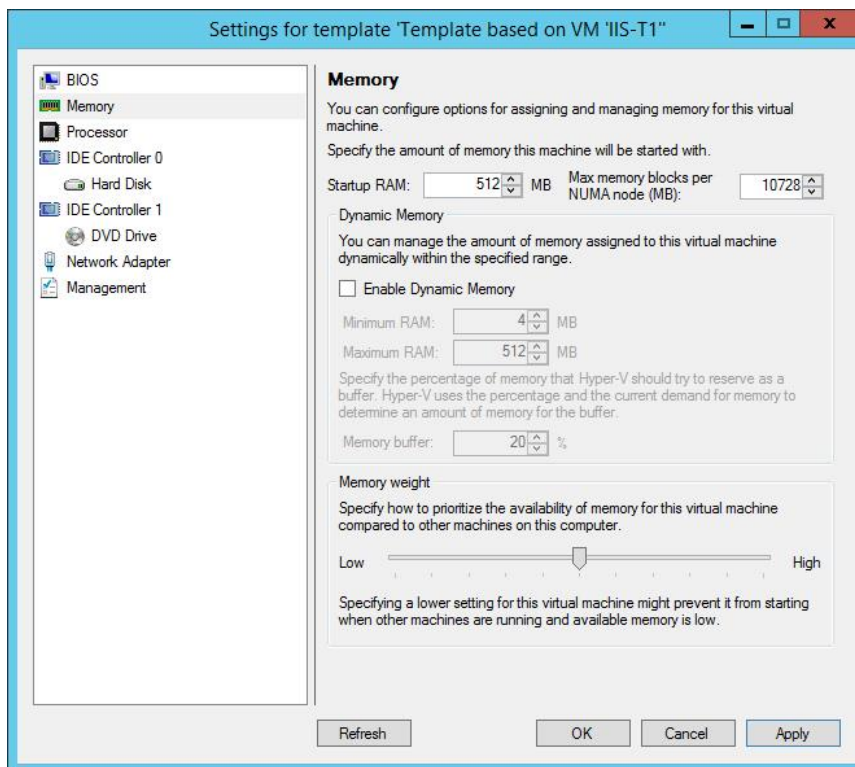 Settings for template 'Template based on VM 'IIS-T1''
BIOS
Memory
Processor
IDE Controller 0
Hard Disk
IDE Controller 1
DVD Drive
Network Adapter
Management
Memory
You can configure options for assigning and managing memory for this virtual
machine.
Specify the amount of memory this machine will be started with.
Startup RAM: 512 MB Max memory blocks per
NUMA node (MB): 10728
Dynamic Memory
You can manage the amount of memory assigned to this virtual machine
dynamically within the specified range.
Enable Dynamic Memory
Minimum RAM: 4 MB
Maximum RAM: 512 MB
Specify the percentage of memory that Hyper-V should try to reserve as a
buffer. Hyper-V uses the percentage and the current demand for memory to
determine an amount of memory for the buffer.
Memory buffer: 20 %
Memory weight
Specify how to prioritize the availability of memory for this virtual machine
compared to other machines on this computer.
Low High
Specifying a lower setting for this virtual machine might prevent it from starting
when other machines are running and available memory is low.
Refresh OK Cancel Apply